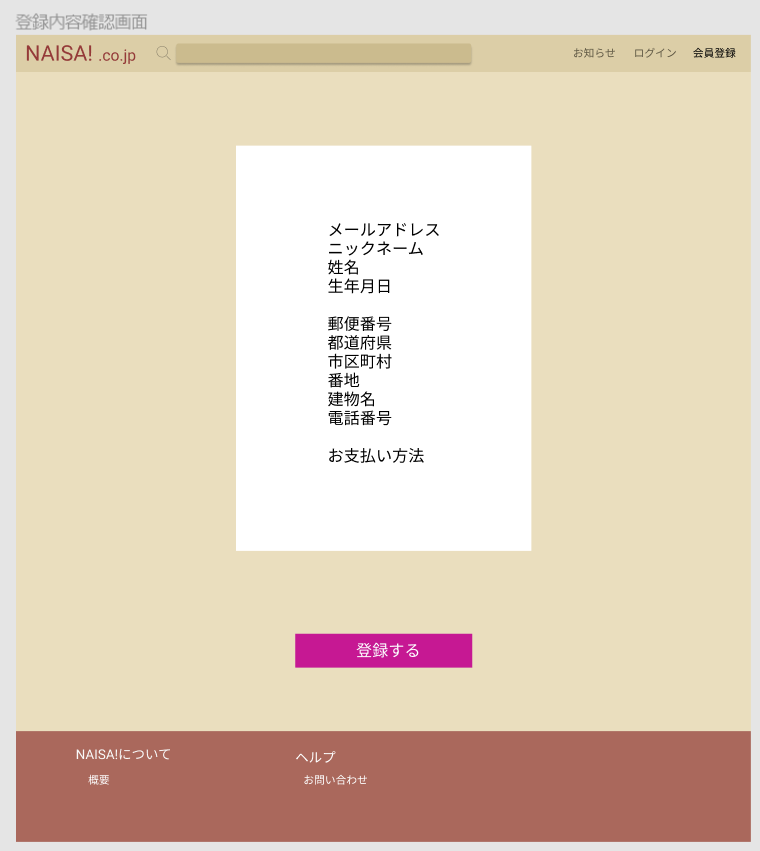 登録内容確認画面
NAISA! .co.jp
お知らせ ログイン 会員登録
メールアドレス
ニックネーム
姓名
生年月日
郵便番号
都道府県
市区町村
番地
建物名
電話番号
お支払い方法
登録する
NAISA!について
概要
ヘルプ
お問い合わせ